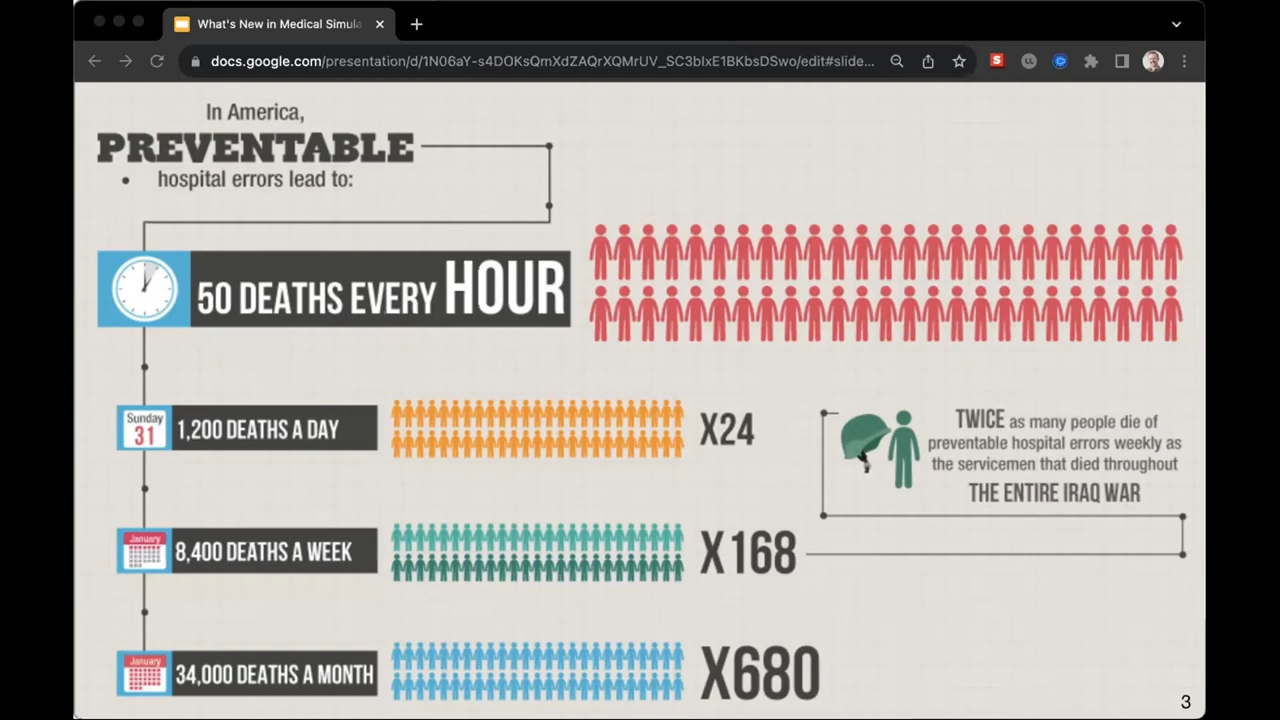 What's New in Medical Simula
docs.google.com/presentation/d/1N06aY-s4DOKsQmXdZAQrXQMrUV_SC3blxE1BKbsDSwo/edit#slide...
In America,
PREVENTABLE
• hospital errors lead to:
50 DEATHS EVERY HOUR
Sunday
31
1,200 DEATHS A DAY
X24
TWICE as many people die of
preventable hospital errors weekly as
the servicemen that died throughout
THE ENTIRE IRAQ WAR
January
8,400 DEATHS A WEEK
X168
January
34,000 DEATHS A MONTH
X680
3